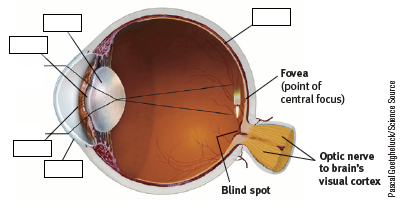 Fovea
(point of
central focus)
Optic nerve
to brain's
visual cortex
Blind spot
Pascal Goetgheluck/Science Source